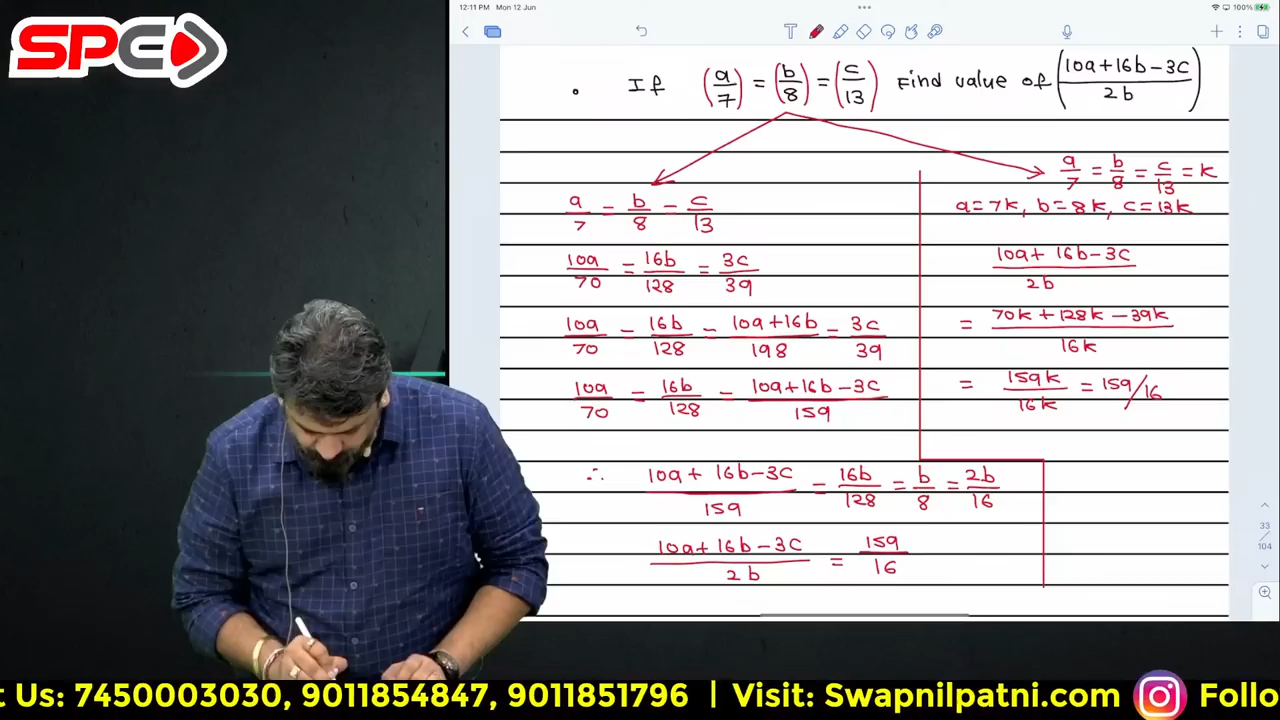 12:11 PM Mon 12 Jun
100%
SPE
T
. If (a/7) = (b/8) = (c/13) Find value of (10a+16b-3c / 2b)
a/7 = b/8 = c/13 = k
a/7 = b/8 = c/13
a=7k, b=8k, c=13k
10a/70 = 16b/128 = 3c/39
10a+16b-3c / 2b
10a/70 = 16b/128 = 10a+16b/198 = 3c/39
= 70k+128k-39k / 16k
10a/70 = 16b/128 = 10a+16b-3c/159
= 159k/16k = 159/16
∴ 10a+16b-3c/159 = 16b/128 = b/8 = 2b/16
10a+16b-3c/2b = 159/16
33
/
104
t Us: 7450003030, 9011854847, 9011851796 | Visit: Swapnilpatni.com Follo